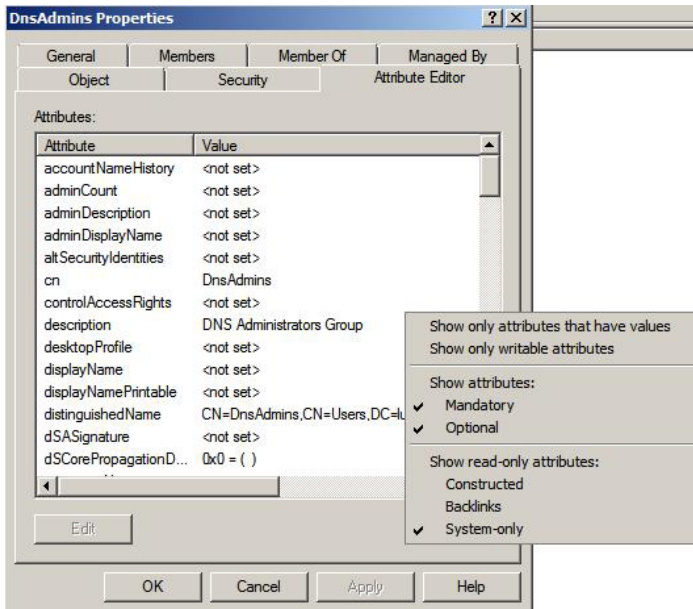 DnsAdmins Properties
General Members Member Of Managed By
Object Security Attribute Editor
Attributes:
Attribute Value
accountNameHistory <not set>
adminCount <not set>
adminDescription <not set>
adminDisplayName <not set>
altSecurityIdentities <not set>
cn DnsAdmins
controlAccessRights <not set>
description DNS Administrators Group
desktopProfile <not set>
displayName <not set>
displayNamePrintable <not set>
distinguishedName CN=DnsAdmins,CN=Users,DC=
dSASignature <not set>
dSCorePropagationD... 0x0 = ( )
Show only attributes that have values
Show only writable attributes
Show attributes:
Mandatory
Optional
Show read-only attributes:
Constructed
Backlinks
System-only
Edit
OK Cancel Apply Help